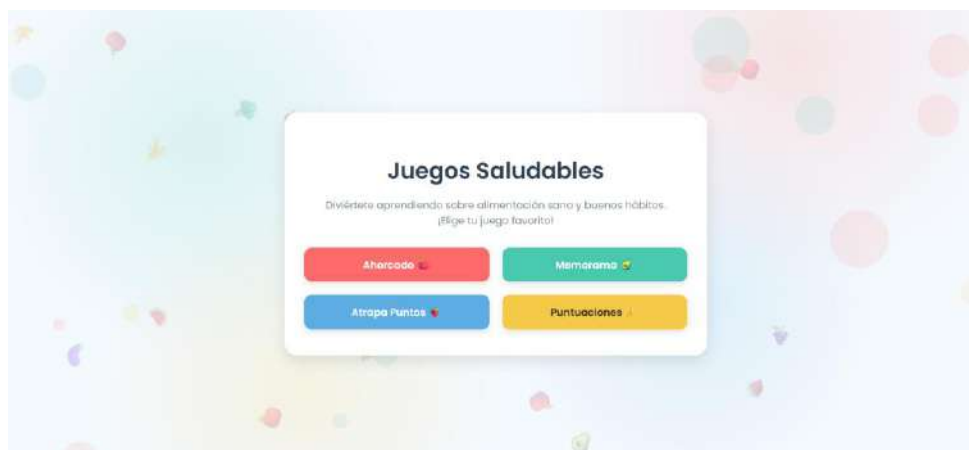 Juegos Saludables
Diviértete aprendiendo sobre alimentación sana y buenos hábitos.
¡Elige tu juego favorito!
Ahorcado
Memorama
Atrapa Puntos
Puntuaciones